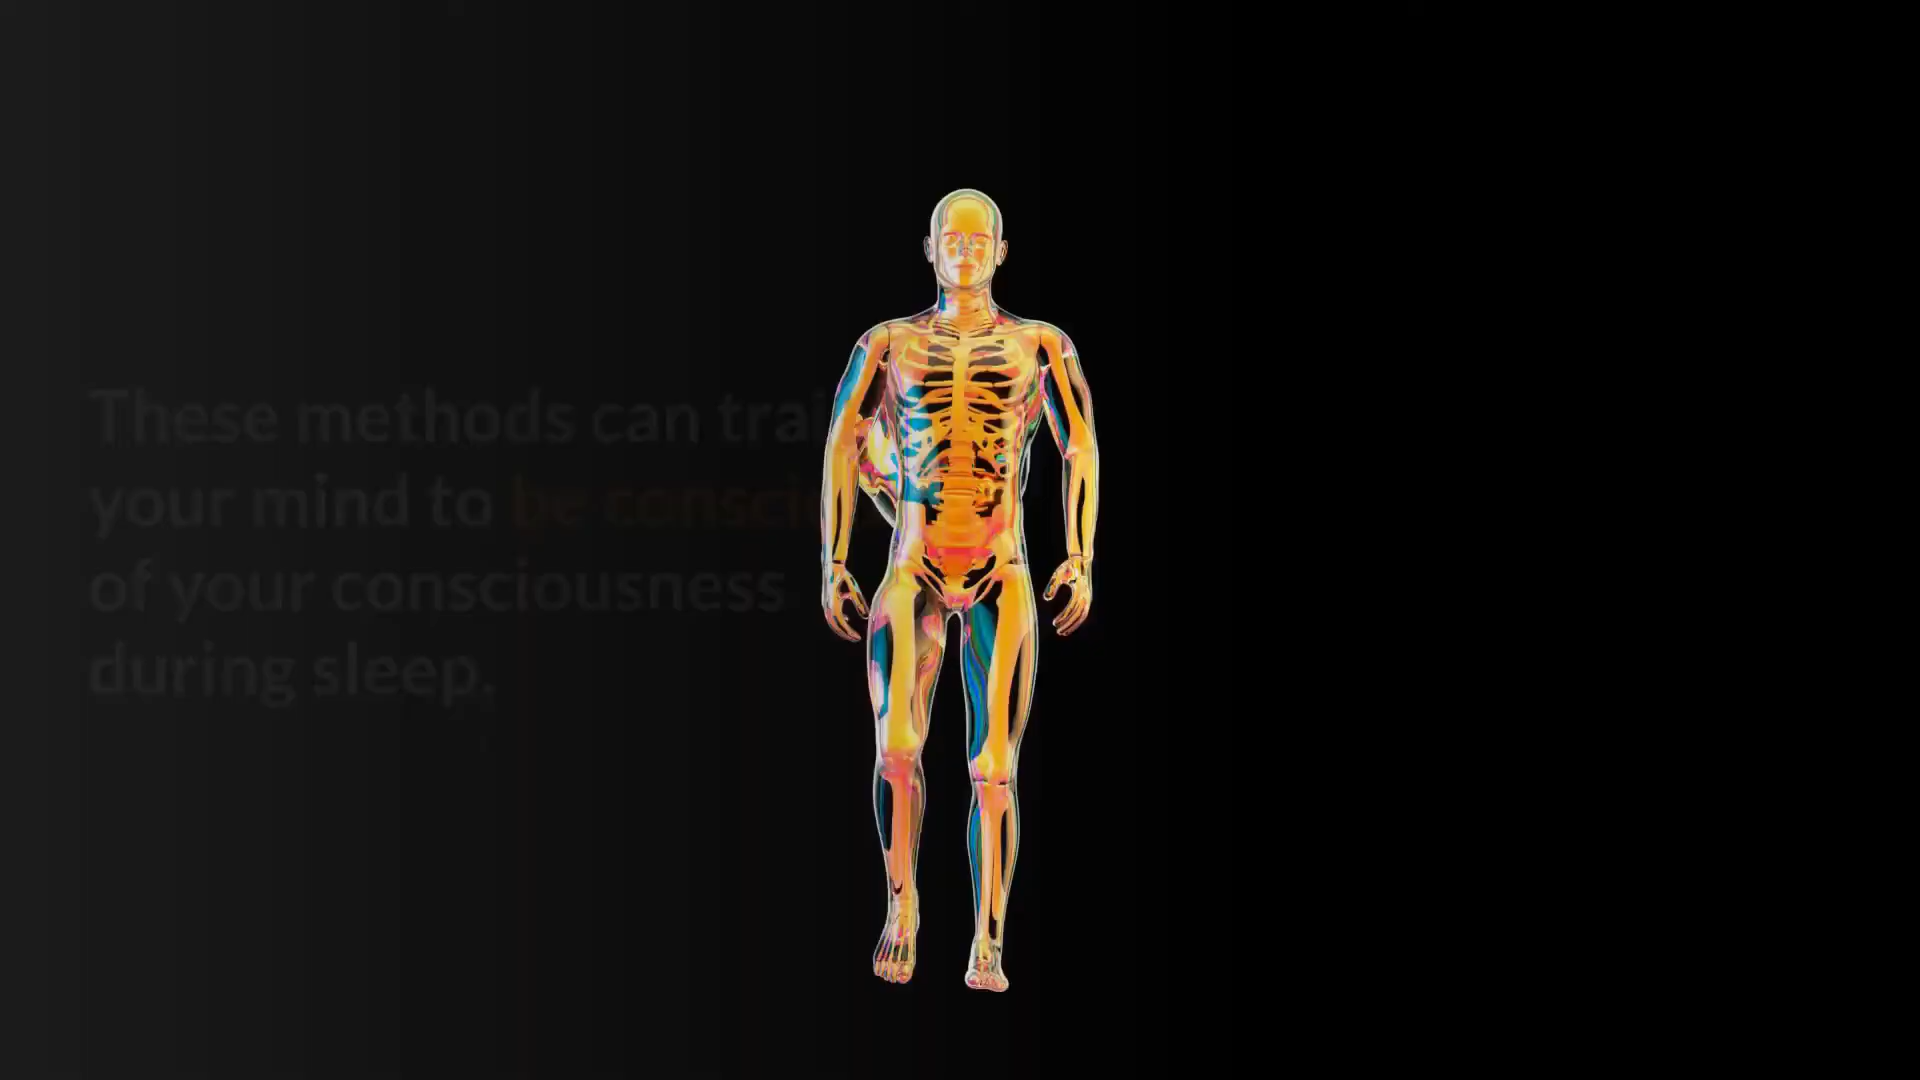 These methods can trai
your mind to be conscio
of your consciousness
during sleep.